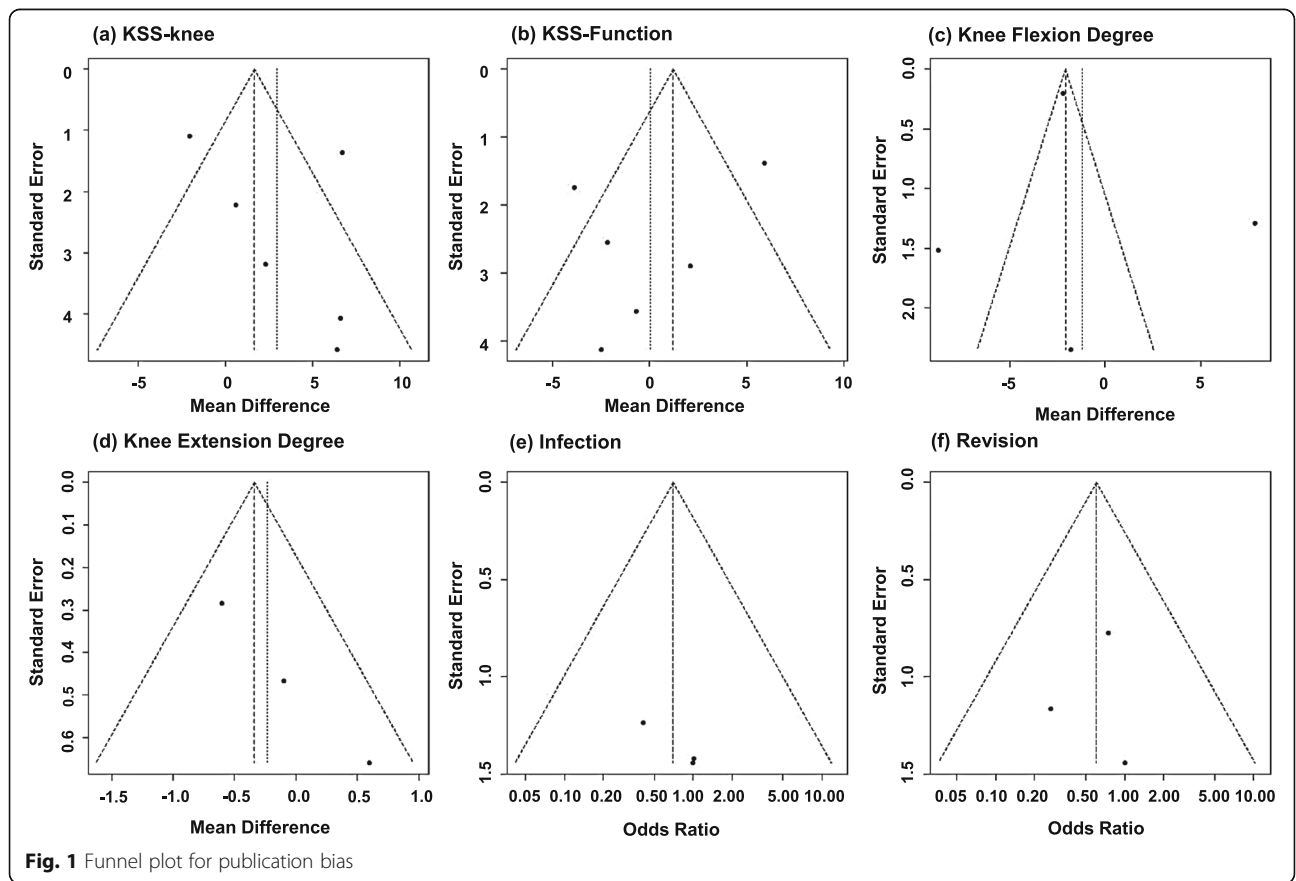 (a) KSS-knee
Standard Error
0
1
2
3
4
-5 0 5 10
Mean Difference
(b) KSS-Function
Standard Error
0
1
2
3
4
-5 0 5 10
Mean Difference
(c) Knee Flexion Degree
Standard Error
0.0
0.5
1.0
1.5
2.0
-5 0 5
Mean Difference
(d) Knee Extension Degree
Standard Error
0.0
0.1
0.2
0.3
0.4
0.5
0.6
-1.5 -1.0 -0.5 0.0 0.5 1.0
Mean Difference
(e) Infection
Standard Error
0.0
0.5
1.0
1.5
0.05 0.10 0.20 0.50 1.00 2.00 5.00 10.00
Odds Ratio
(f) Revision
Standard Error
0.0
0.5
1.0
1.5
0.05 0.10 0.20 0.50 1.00 2.00 5.00 10.00
Odds Ratio
Fig. 1 Funnel plot for publication bias